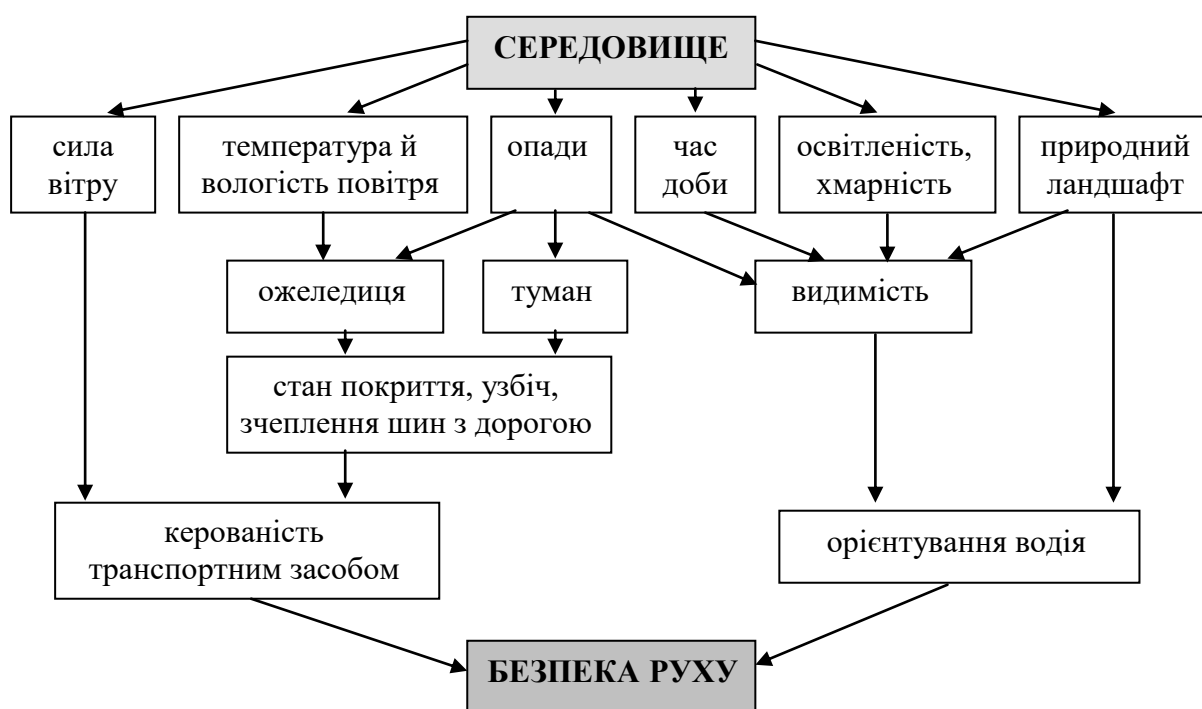 СЕРЕДОВИЩЕ
сила
вітру
температура й
вологість повітря
опади
час
доби
освітленість,
хмарність
природний
ландшафт
ожеледиця
туман
видимість
стан покриття, узбіч,
зчеплення шин з дорогою
керованість
транспортним засобом
орієнтування водія
БЕЗПЕКА РУХУ